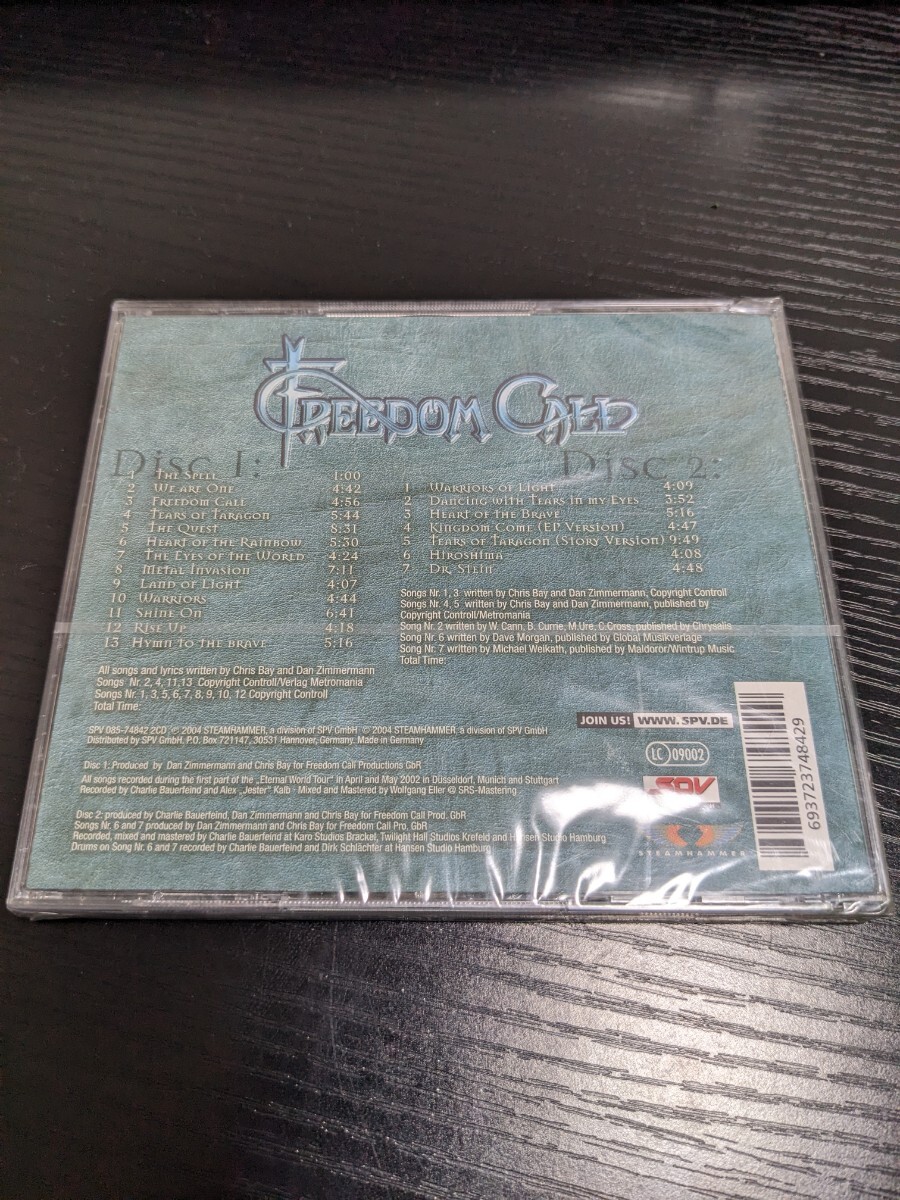 FREEDOM CALL
DISC 1:
1 THE SPELL 1:00
2 WE ARE ONE 4:42
3 FREEDOM CALL 4:56
4 TEARS OF TARAGON 5:44
5 THE QUEST 8:31
6 HEART OF THE RAINBOW 5:30
7 THE EYES OF THE WORLD 4:24
8 METAL INVASION 7:11
9 LAND OF LIGHT 4:07
10 WARRIORS 4:44
11 SHINE ON 6:41
12 RISE UP 4:18
13 HYMN TO THE BRAVE 5:16
All songs and lyrics written by Chris Bay and Dan Zimmermann
Songs Nr. 2, 4, 11,13 Copyright Controll/Verlag Metromania
Songs Nr. 1, 3, 5, 6, 7, 8, 9, 10, 12 Copyright Controll
Total Time:
DISC 2:
1 WARRIORS OF LIGHT 4:09
2 DANCING WITH TEARS IN MY EYES 3:52
3 HEART OF THE BRAVE 5:16
4 KINGDOM COME (EP VERSION) 4:47
5 TEARS OF TARAGON (STORY VERSION) 9:49
6 HIROSHIMA 4:08
7 DR. STEIN 4:48
Songs Nr. 1, 3 written by Chris Bay and Dan Zimmermann, Copyright Controll
Songs Nr. 4, 5 written by Chris Bay and Dan Zimmermann, published by
Copyright Controll/Metromania
Song Nr. 2 written by W. Cann, B. Currie, M.Ure, C.Cross, published by Chrysalis
Song Nr. 6 written by Dave Morgan, published by Global Musikverlage
Song Nr. 7 written by Michael Weikath, published by Maldoror/Wintrup Music
Total Time:
SPV 085-74842 2CD ℗ 2004 STEAMHAMMER, a division of SPV GmbH © 2004 STEAMHAMMER, a division of SPV GmbH
Distributed by SPV GmbH, P.O. Box 721147, 30531 Hannover, Germany. Made in Germany
Disc 1: Produced by Dan Zimmermann and Chris Bay for Freedom Call Productions GbR
All songs recorded during the first part of the „Eternal World Tour" in April and May 2002 in Düsseldorf, Munich and Stuttgart
Recorded by Charlie Bauerfeind and Alex „Jester" Kalb · Mixed and Mastered by Wolfgang Eller @ SRS-Mastering
Disc 2: produced by Charlie Bauerfeind, Dan Zimmermann and Chris Bay for Freedom Call Prod. GbR
Songs Nr. 6 and 7 produced by Dan Zimmermann and Chris Bay for Freedom Call Pro. GbR
Recorded, mixed and mastered by Charlie Bauerfeind at Karo Studios Brackel, Twilight Hall Studios Krefeld and Hansen Studio Hamburg
Drums on Song Nr. 6 and 7 recorded by Charlie Bauerfeind and Dirk Schlächter at Hansen Studio Hamburg
JOIN US! WWW.SPV.DE
LC 09002
SPV
STEAMHAMMER
693723748429